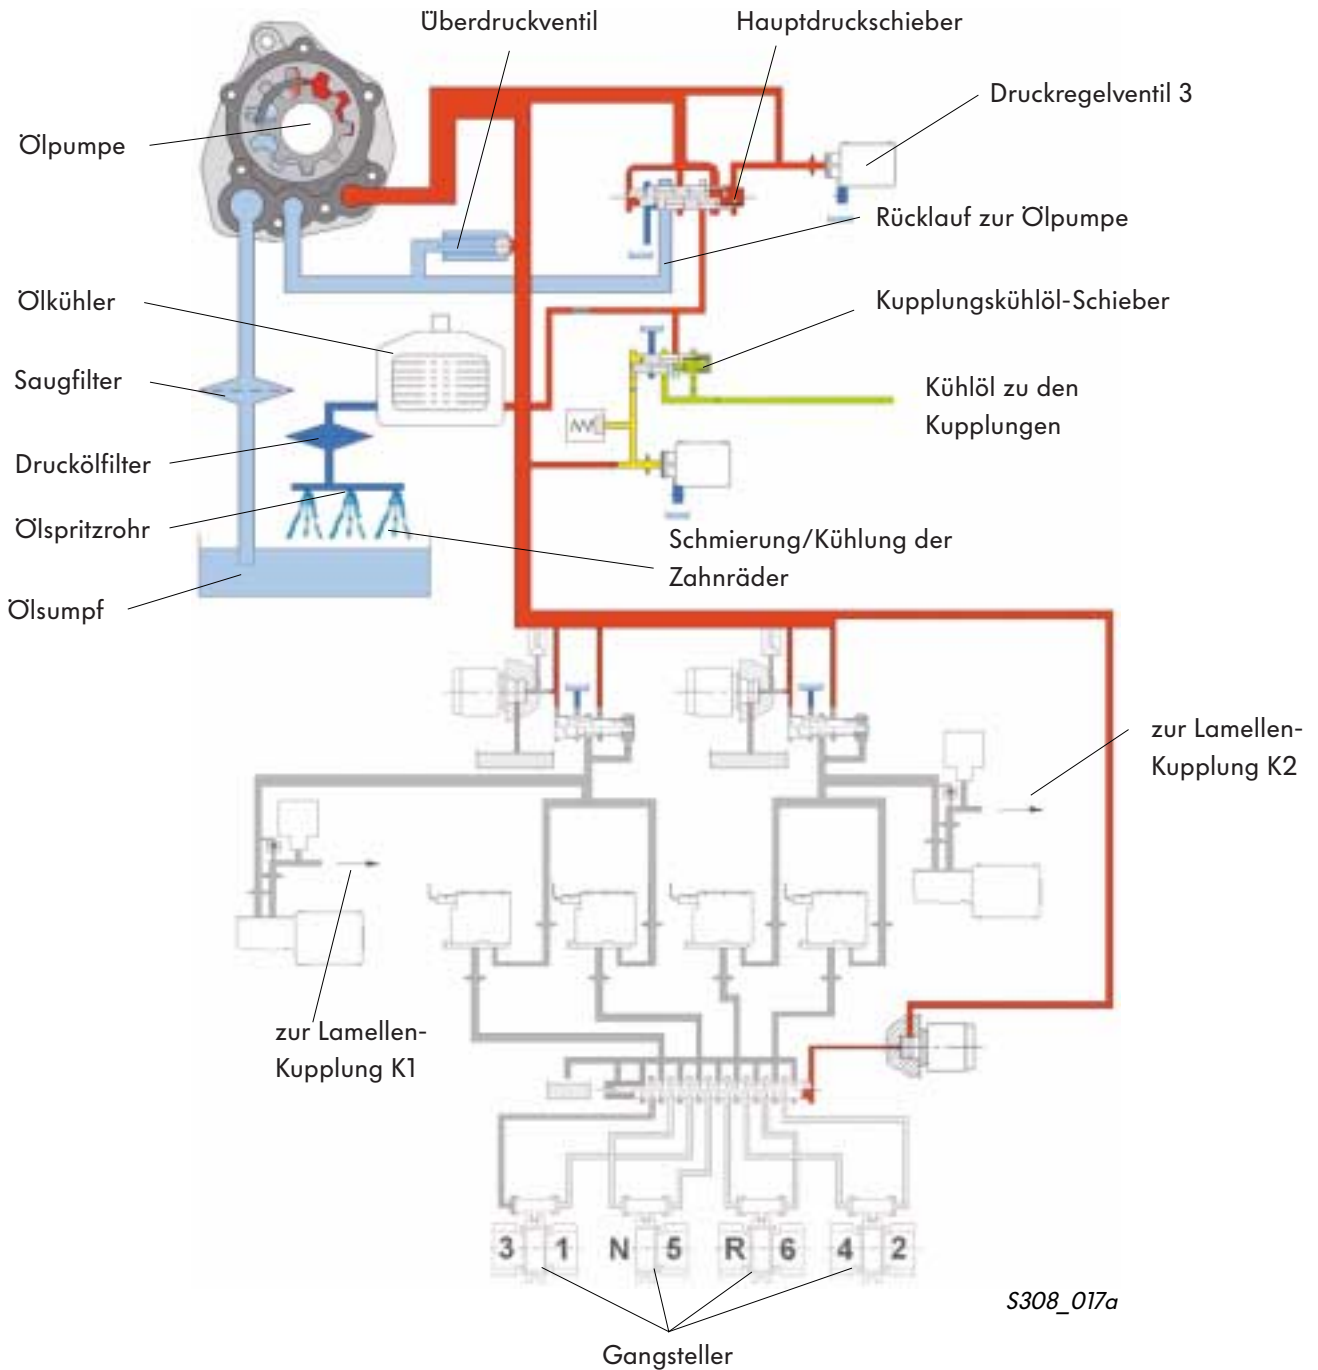 Überdruckventil
Hauptdruckschieber
Druckregelventil 3
Ölpumpe
Rücklauf zur Ölpumpe
Ölkühler
Kupplungskühlöl-Schieber
Saugfilter
Kühlöl zu den
Kupplungen
Druckölfilter
Ölspritzrohr
Schmierung/Kühlung der
Zahnräder
Ölsumpf
zur Lamellen-
Kupplung K2
zur Lamellen-
Kupplung K1
3 1 N 5 R 6 4 2
S308_017a
Gangsteller